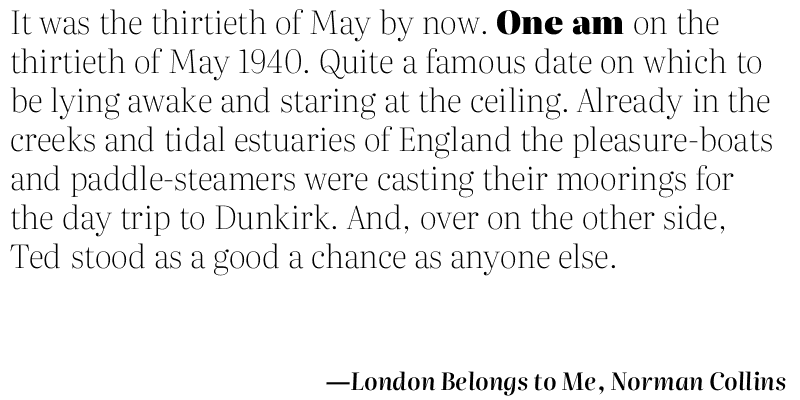 It was the thirtieth of May by now. One am on the
thirtieth of May 1940. Quite a famous date on which to
be lying awake and staring at the ceiling. Already in the
creeks and tidal estuaries of England the pleasure-boats
and paddle-steamers were casting their moorings for
the day trip to Dunkirk. And, over on the other side,
Ted stood as a good a chance as anyone else.
—London Belongs to Me, Norman Collins